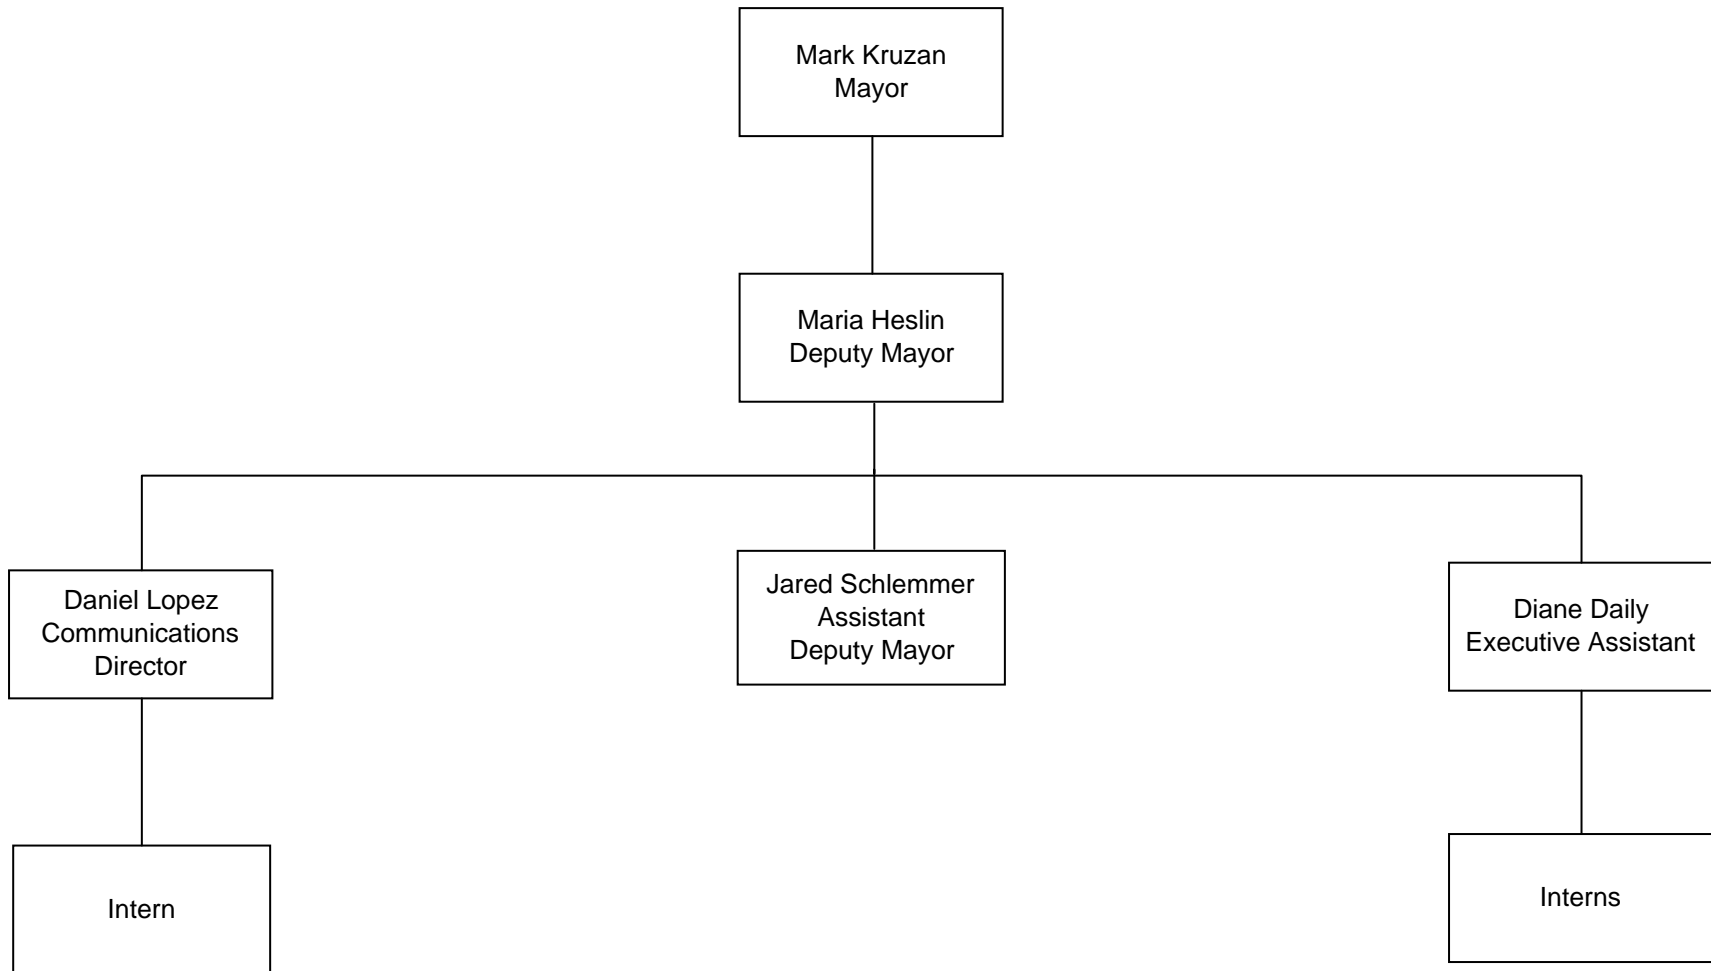 Mark Kruzan
Mayor
Maria Heslin
Deputy Mayor
Daniel Lopez
Communications
Director
Jared Schlemmer
Assistant
Deputy Mayor
Diane Daily
Executive Assistant
Intern
Interns